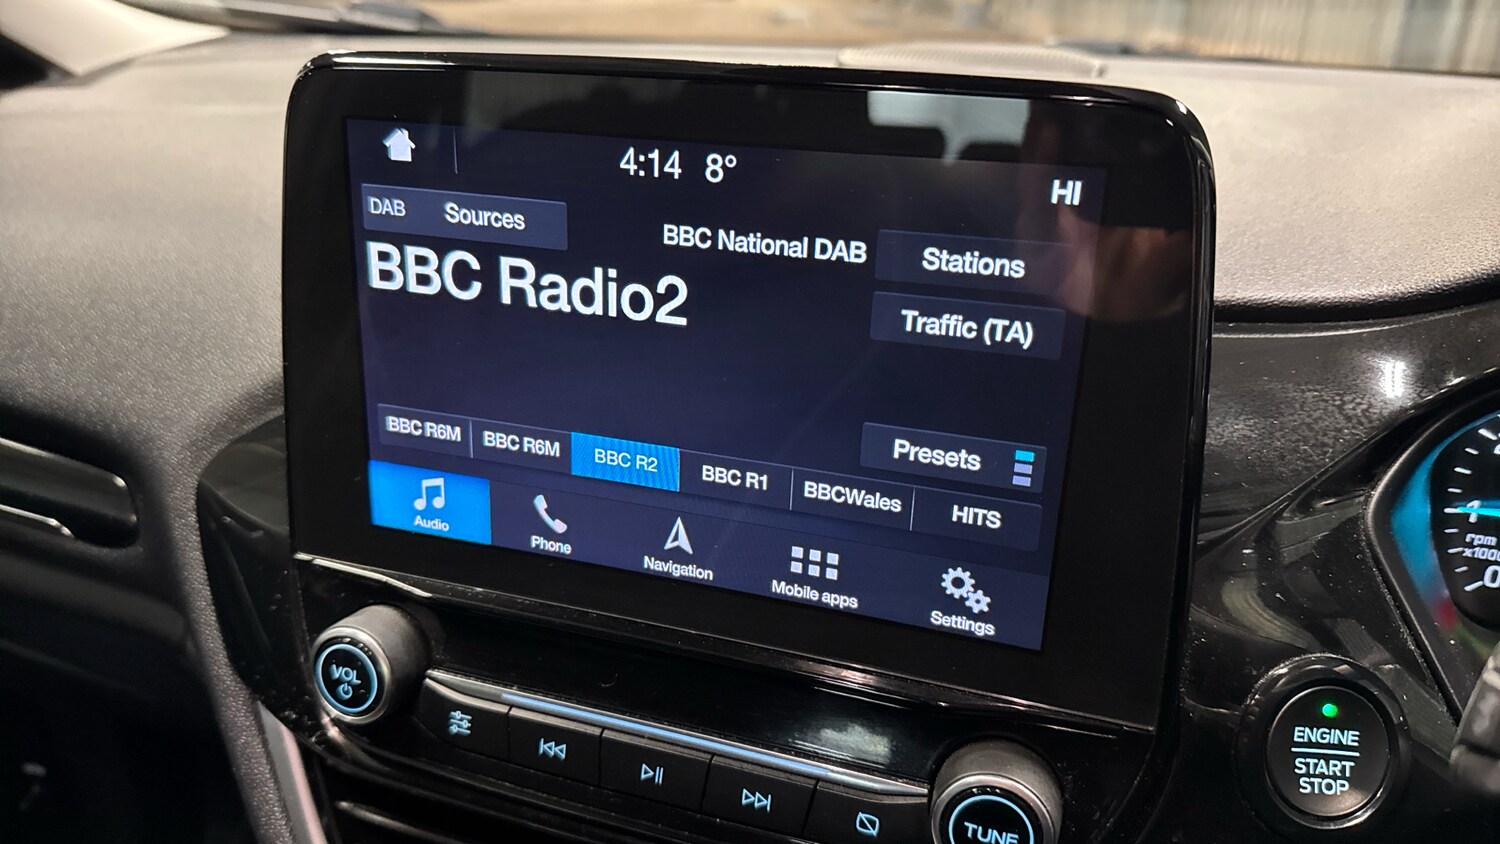 4:14 8°
HI
DAB Sources
BBC National DAB
Stations
BBC Radio2
Traffic (TA)
Presets
BBC R6M
BBC R6M
BBC R2
BBC R1
BBCWales
HITS
Audio
Phone
Navigation
Mobile apps
Settings
VOL
TUNE
ENGINE
START
STOP
1
rpm
x1000
0